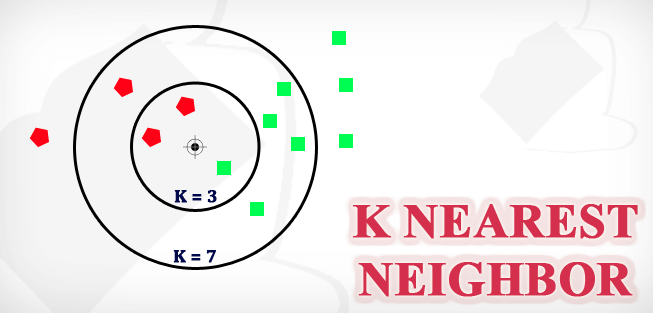 K = 3
K = 7
K NEAREST
NEIGHBOR